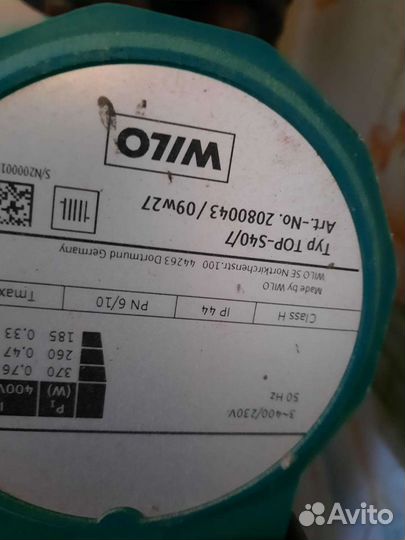 WILO
S/N200001
Typ TOP-S40/7
Art.-No. 2080043 / 09w27
Made by WILO
WILO SE Nortkirchenstr.100 44263 Dortmund Germany
Class H IP 44 PN 6/10 Tmax
3~400/230V
50 Hz
P1 (W) 400V
370 0.76
260 0.47
185 0.33
Avito